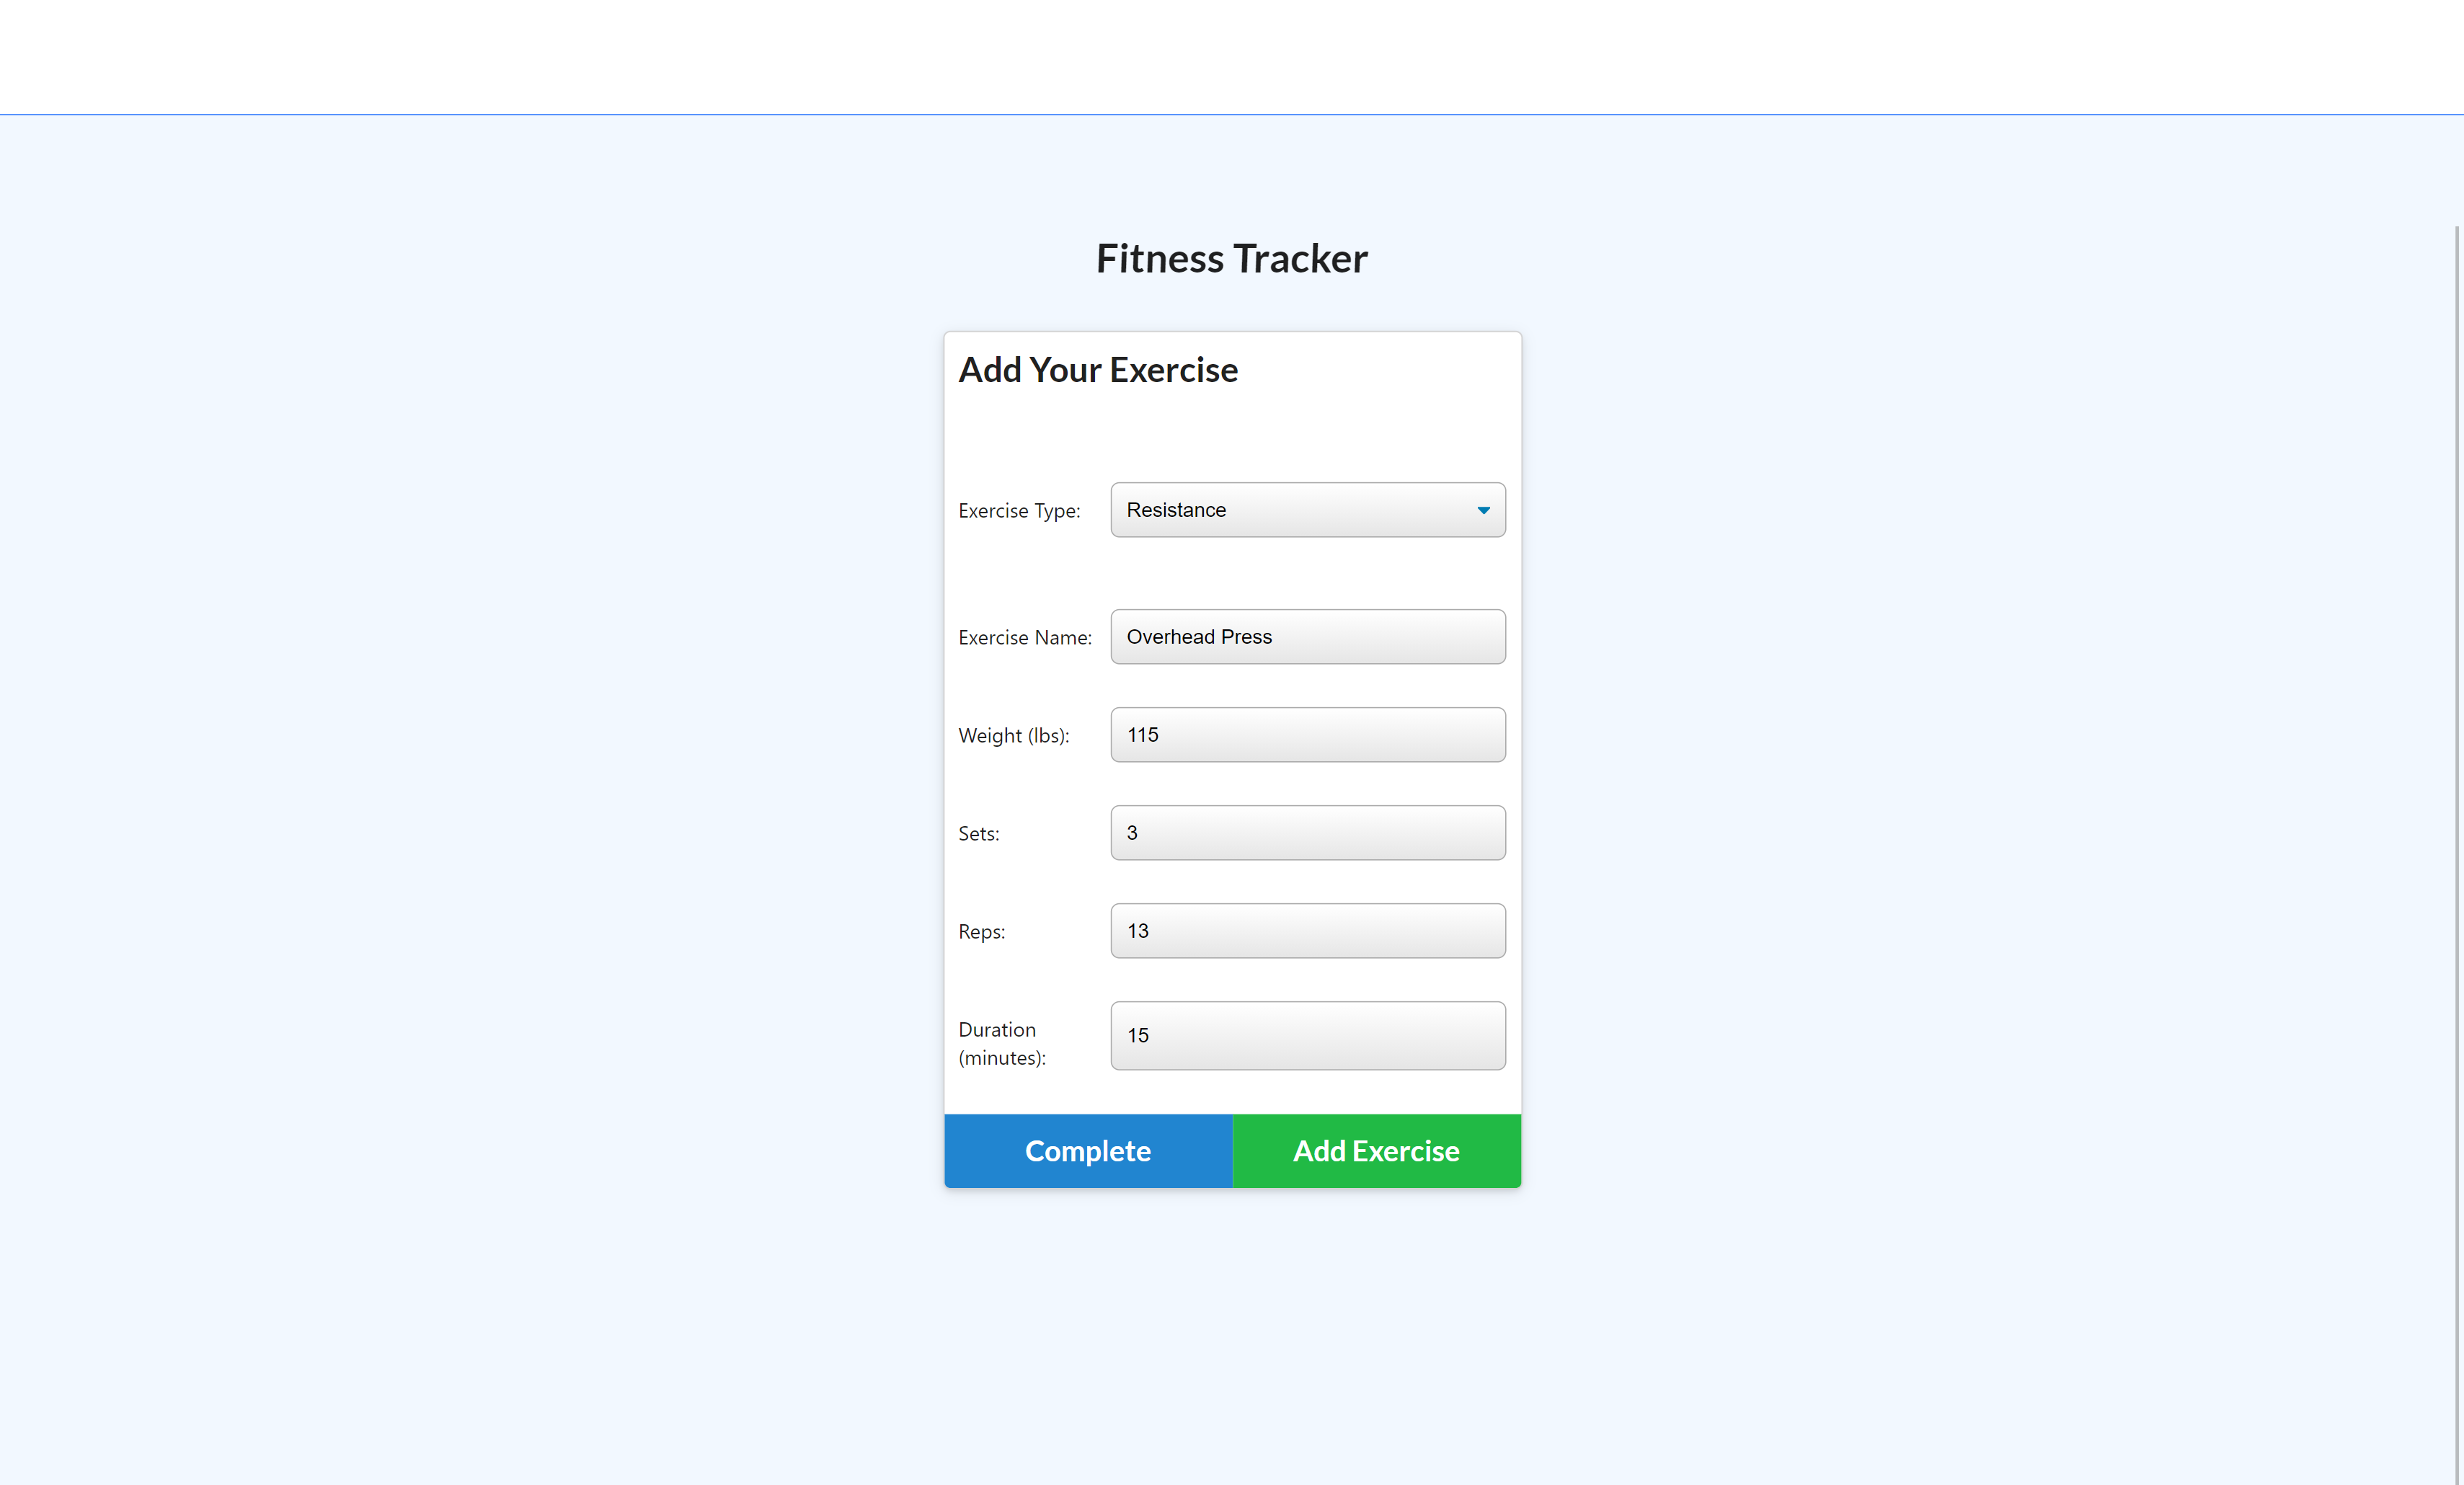 Fitness Tracker
Add Your Exercise
Exercise Type: Resistance
Exercise Name: Overhead Press
Weight (lbs): 115
Sets: 3
Reps: 13
Duration
(minutes): 15
Complete Add Exercise